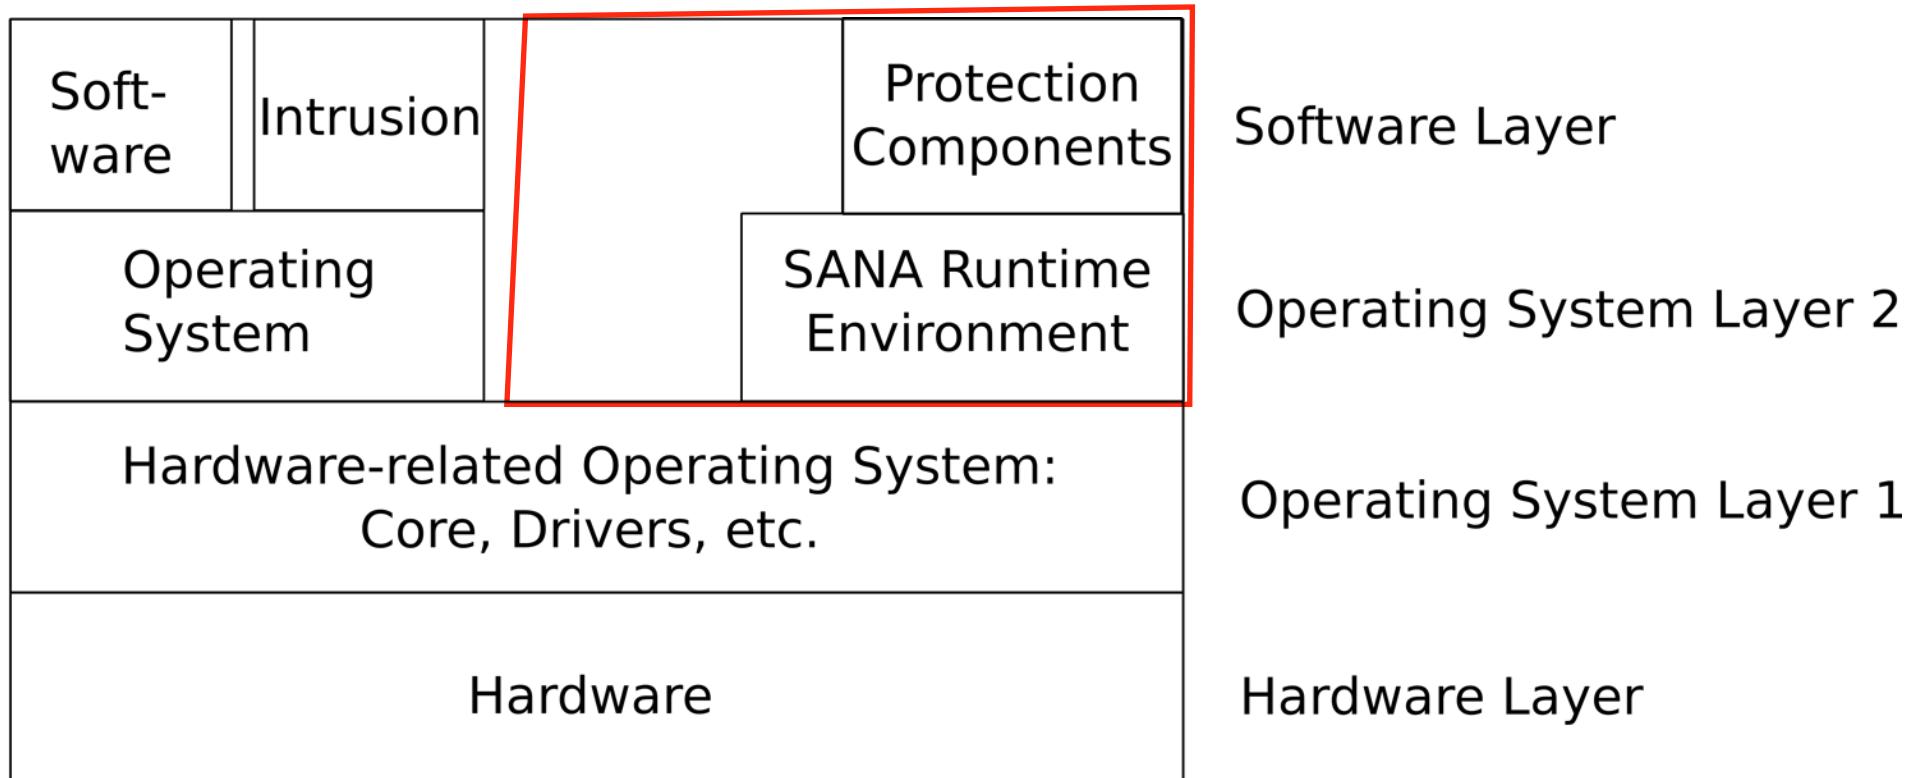 Soft-
ware
Intrusion
Protection
Components
Software Layer
Operating
System
SANA Runtime
Environment
Operating System Layer 2
Hardware-related Operating System:
Core, Drivers, etc.
Operating System Layer 1
Hardware
Hardware Layer